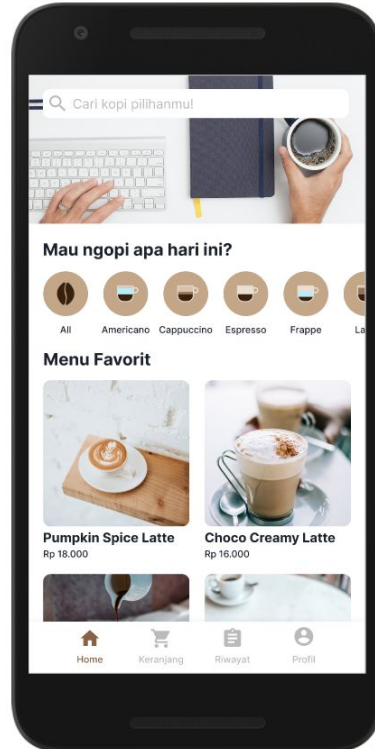 Cari kopi pilihanmu!
Mau ngopi apa hari ini?
All Americano Cappuccino Espresso Frappe La
Menu Favorit
Pumpkin Spice Latte Choco Creamy Latte
Rp 18.000 Rp 16.000
Home Keranjang Riwayat Profil